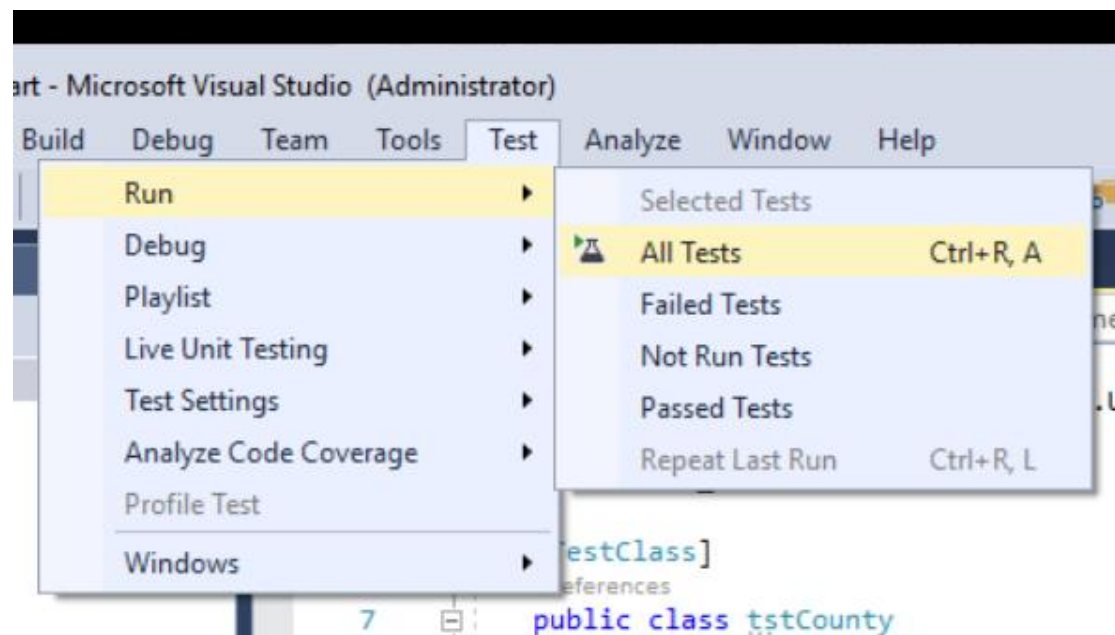 art - Microsoft Visual Studio (Administrator)
Build Debug Team Tools Test Analyze Window Help
Run
Debug
Playlist
Live Unit Testing
Test Settings
Analyze Code Coverage
Profile Test
Windows
Selected Tests
All Tests Ctrl+R, A
Failed Tests
Not Run Tests
Passed Tests
Repeat Last Run Ctrl+R, L
estClass]
eferences
7 public class tstCounty